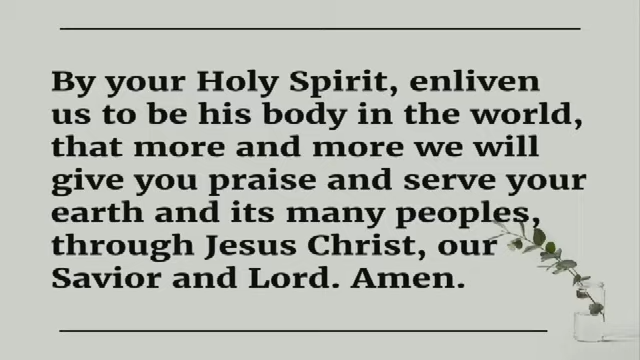 By your Holy Spirit, enliven
us to be his body in the world,
that more and more we will
give you praise and serve your
earth and its many peoples,
through Jesus Christ, our
Savior and Lord. Amen.